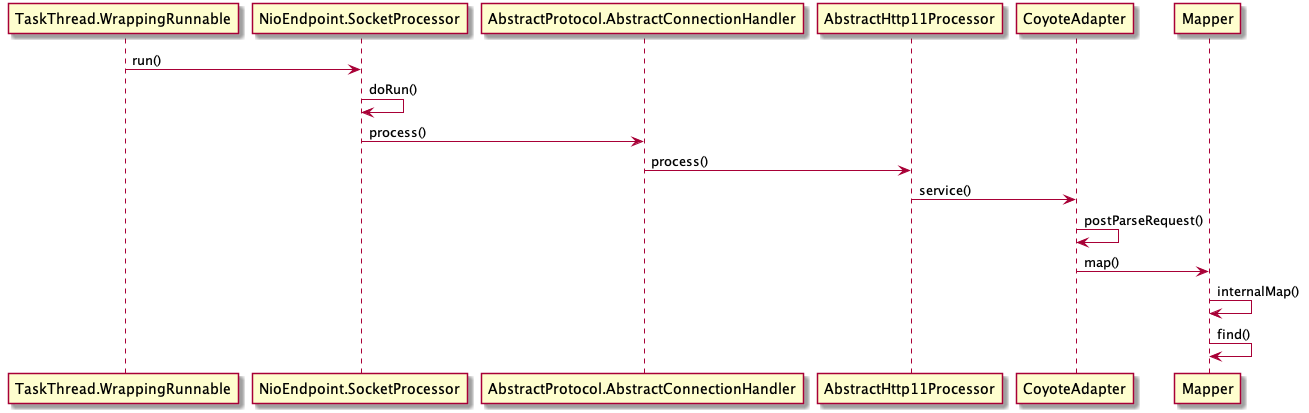 TaskThread.WrappingRunnable
NioEndpoint.SocketProcessor
AbstractProtocol.AbstractConnectionHandler
AbstractHttp11Processor
CoyoteAdapter
Mapper
run()
doRun()
process()
process()
service()
postParseRequest()
map()
internalMap()
find()
TaskThread.WrappingRunnable
NioEndpoint.SocketProcessor
AbstractProtocol.AbstractConnectionHandler
AbstractHttp11Processor
CoyoteAdapter
Mapper